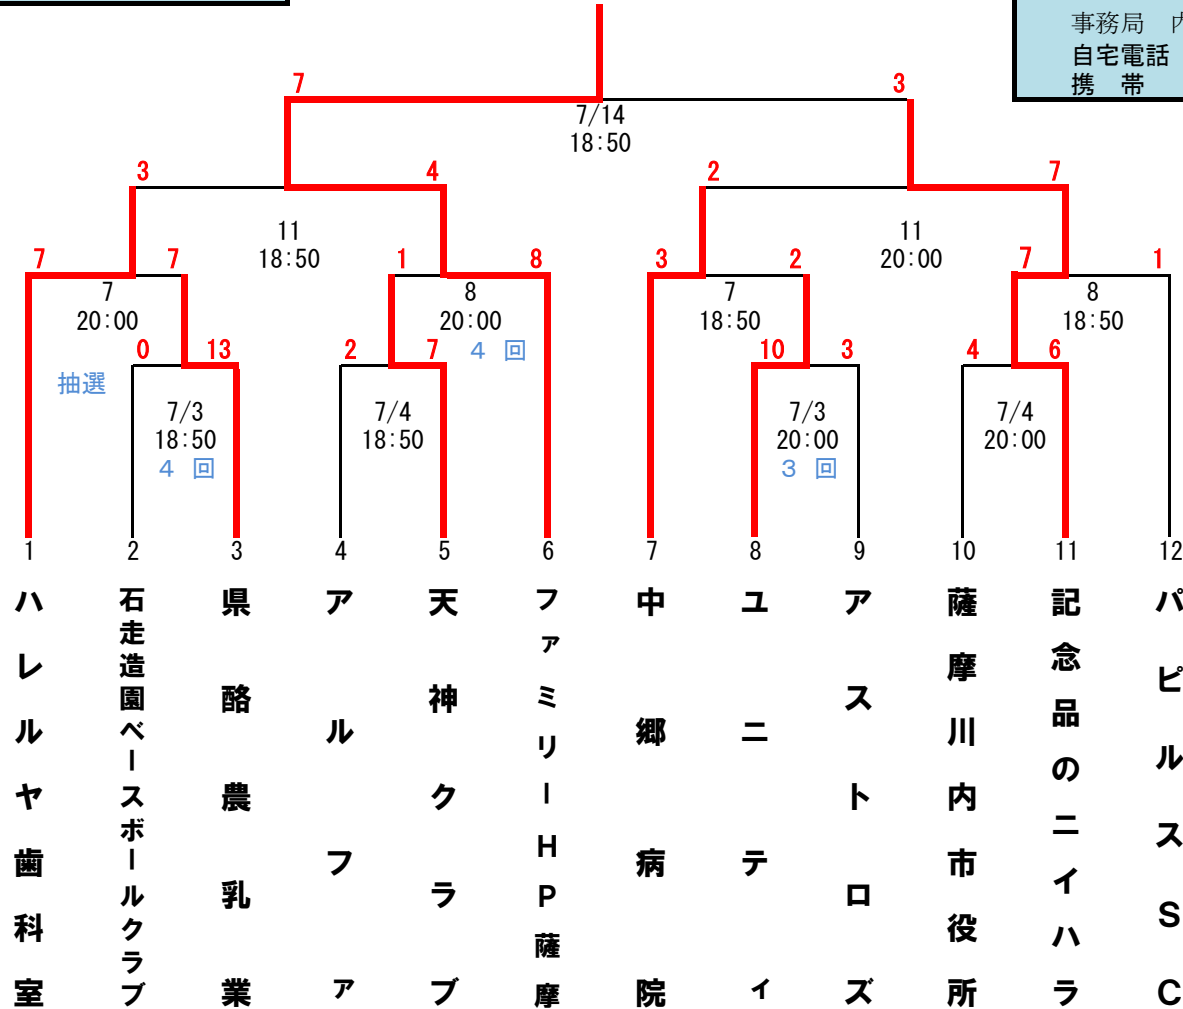 事務局　内
自宅電話
携　帯
7
3
7/14
18:50
3
4
2
7
11
18:50
11
20:00
7
7
1
8
3
2
7
1
7
20:00
8
20:00
7
18:50
8
18:50
0
13
2
7
4 回
10
3
4
6
抽選
7/3
18:50
4 回
7/4
18:50
7/3
20:00
3 回
7/4
20:00
1
2
3
4
5
6
7
8
9
10
11
12
ハレルヤ歯科室
石走造園ベースボールクラブ
県酪農乳業
アルファ
天神クラブ
ファミリーHP薩摩
中郷病院
ユニティ
アストロズ
薩摩川内市役所
記念品のニイハラ
パピルスSC